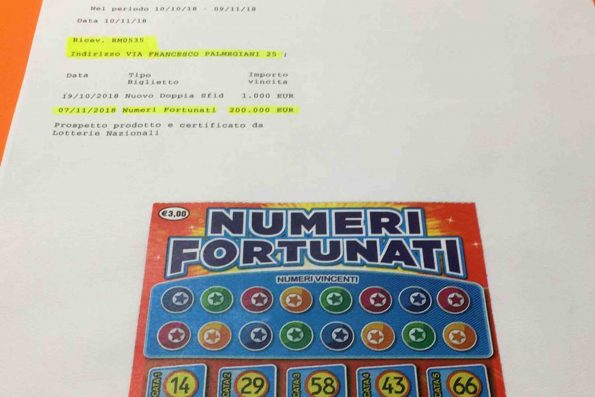 Nel periodo 10/10/18 - 09/11/18
Data 10/11/18
Ricev. RM0535
Indirizzo VIA FRANCESCO PALMEGIANI 25 ;
Data Tipo Biglietto Importo vincita
19/10/2018 Nuovo Doppia Sfid 1.000 EUR
07/11/2018 Numeri Fortunati 200.000 EUR
Prospetto prodotto e certificato da
Lotterie Nazionali
€3,00
NUMERI
FORTUNATI
NUMERI VINCENTI
14 29 58 43 66